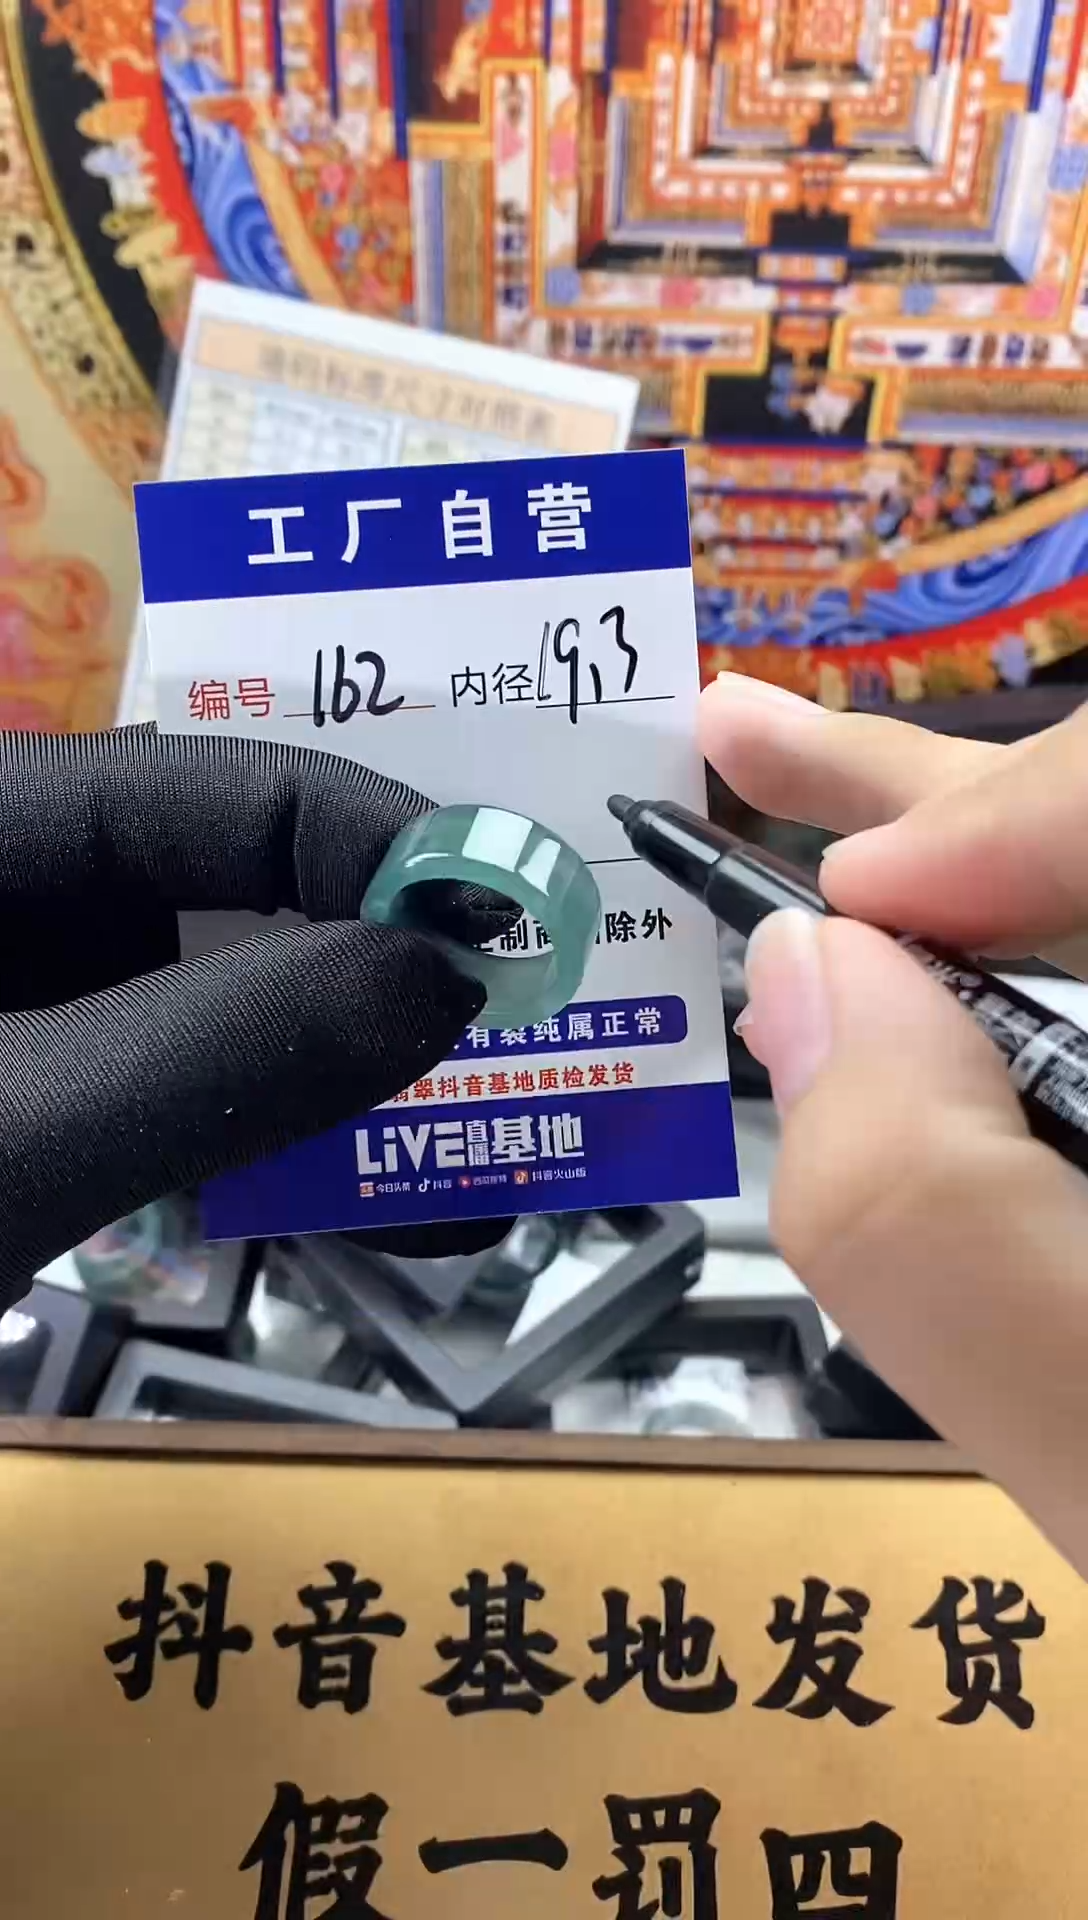 工厂自营
编号 162 内径 19.3
制 除外
有裂纯属正常
翠抖音基地质检发货
LiVE直播基地
今日头条 抖音 西瓜视频 抖音火山版
抖音基地发货
假一罚四